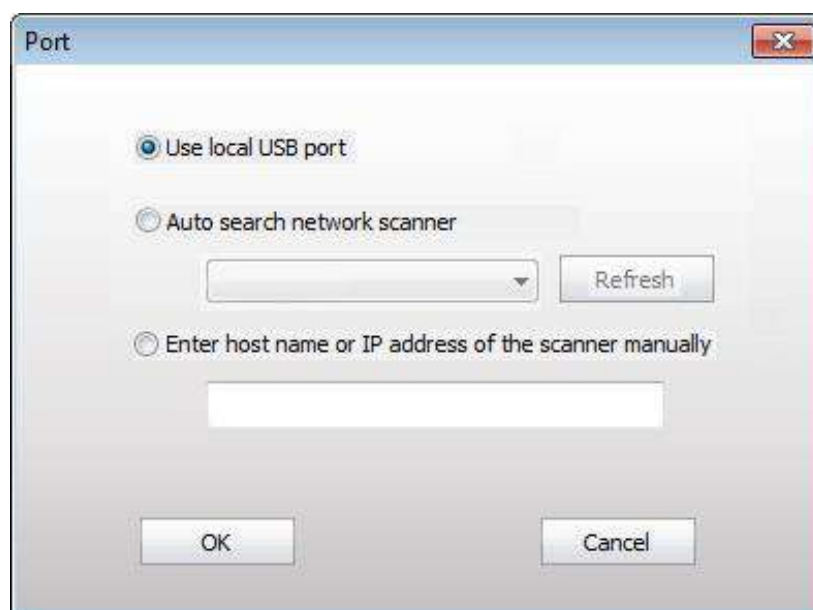 Port
Use local USB port
Auto search network scanner
Refresh
Enter host name or IP address of the scanner manually
OK
Cancel